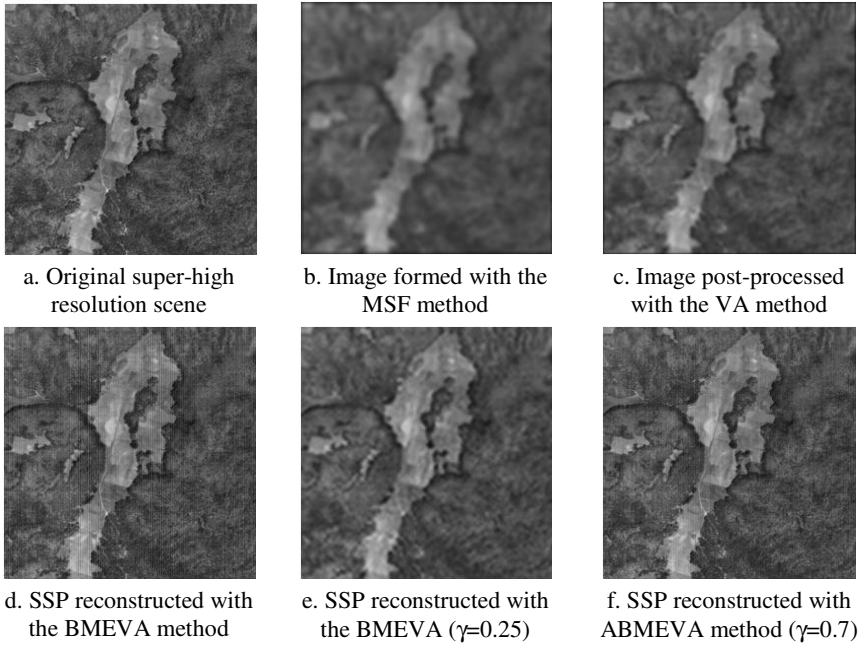 a. Original super-high
resolution scene
b. Image formed with the
MSF method
c. Image post-processed
with the VA method
d. SSP reconstructed with
the BMEVA method
e. SSP reconstructed with
the BMEVA (γ=0.25)
f. SSP reconstructed with
ABMEVA method (γ=0.7)